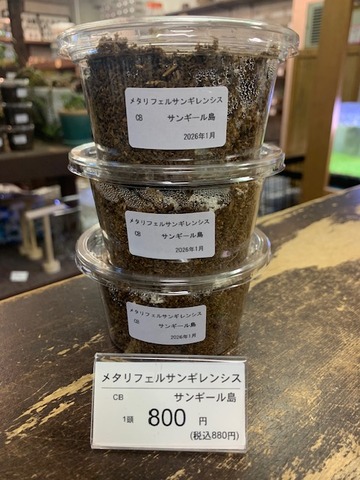 メタリフェルサンギレンシス
CB サンギール島
2026年1月
メタリフェルサンギレンシス
CB サンギール島
2026年1月
メタリフェルサンギレンシス
CB サンギール島
2026年1月
メタリフェルサンギレンシス
CB サンギール島
1頭 800 円
(税込880円)